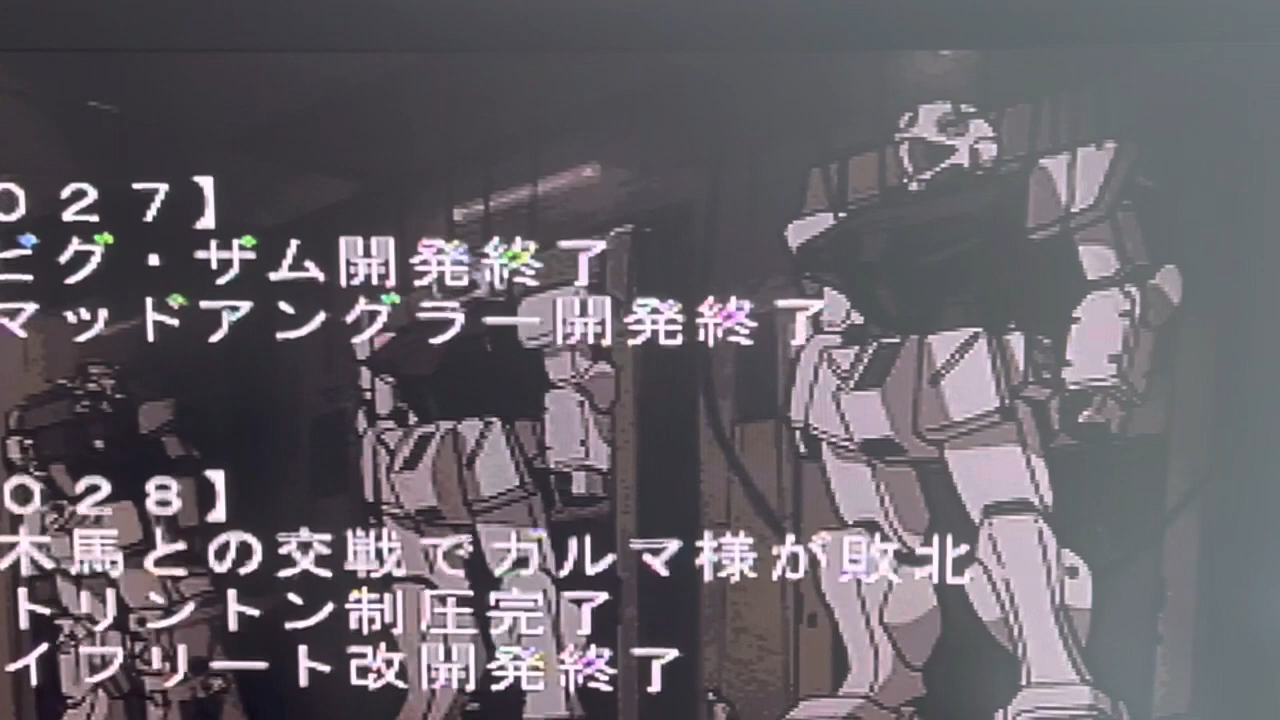 ０２７】
ビグ・ザム開発終了
マッドアングラー開発終了
０２８】
木馬との交戦でガルマ様が敗北
トリントン制圧完了
イフリート改開発終了